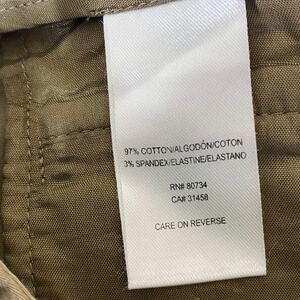 97% COTTON/ALGODÓN/COTON
3% SPANDEX/ELASTINE/ELASTANO
RN# 80734
CA# 31458
CARE ON REVERSE